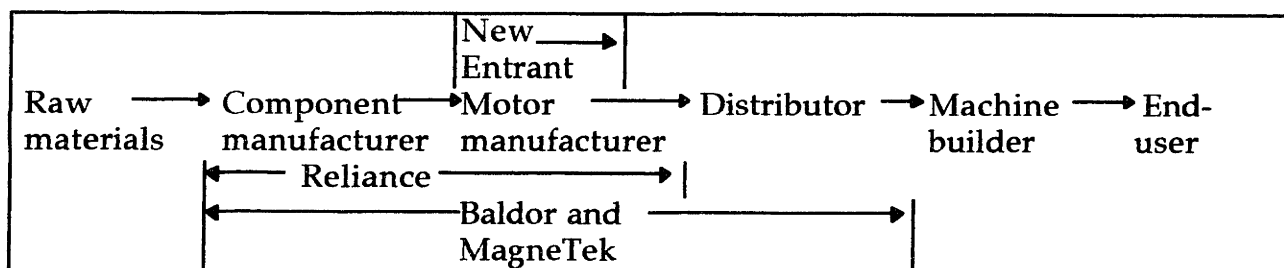 New
Entrant
Raw Component Motor Distributor Machine End-
materials manufacturer manufacturer builder user
Reliance
Baldor and
MagneTek